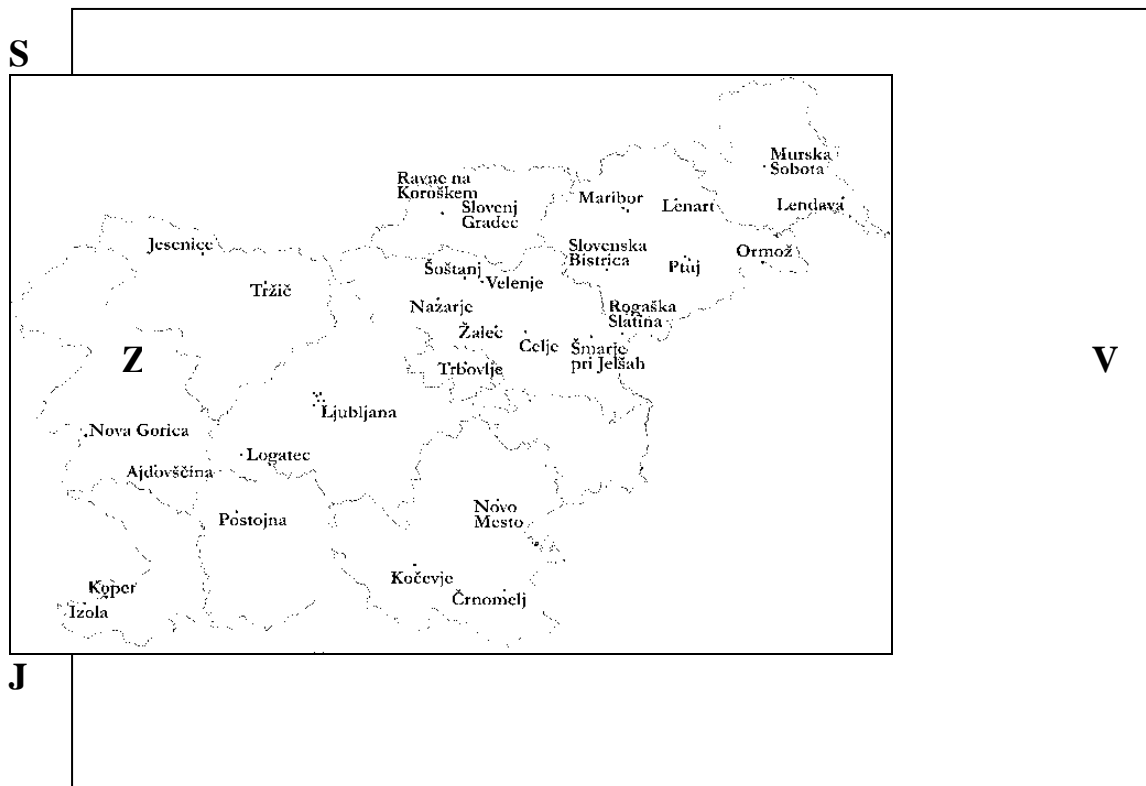 S
Murska
Sobota
Ravne na
Koroškem
Maribor
Lenart
Lendava
Slovenj
Gradec
Jesenice
Slovenska
Bistrica
Ormož
Šoštanj
Ptuj
Velenje
Tržič
Nazarje
Rogaška
Slatina
Žalec
Celje
Šmarje
pri Jelšah
Z
V
Trbovlje
Ljubljana
Nova Gorica
Logatec
Ajdovščina
Novo
Mesto
Postojna
Kočevje
Koper
Črnomelj
Izola
J